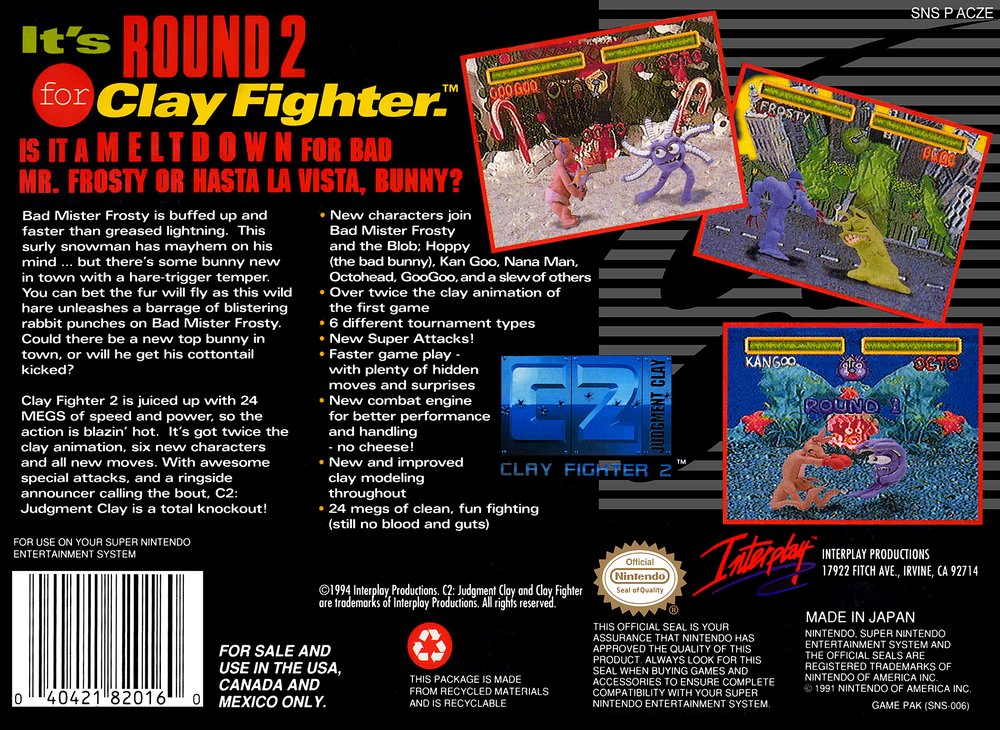 SNS P ACZE
It's ROUND 2
for Clay Fighter.™
IS IT A MELTDOWN FOR BAD
MR. FROSTY OR HASTA LA VISTA, BUNNY?
Bad Mister Frosty is buffed up and
faster than greased lightning. This
surly snowman has mayhem on his
mind ... but there's some bunny new
in town with a hare-trigger temper.
You can bet the fur will fly as this wild
hare unleashes a barrage of blistering
rabbit punches on Bad Mister Frosty.
Could there be a new top bunny in
town, or will he get his cottontail
kicked?
Clay Fighter 2 is juiced up with 24
MEGS of speed and power, so the
action is blazin' hot. It's got twice the
clay animation, six new characters
and all new moves. With awesome
special attacks, and a ringside
announcer calling the bout, C2:
Judgment Clay is a total knockout!
• New characters join
Bad Mister Frosty
and the Blob; Hoppy
(the bad bunny), Kan Goo, Nana Man,
Octohead, GooGoo, and a slew of others
• Over twice the clay animation of
the first game
• 6 different tournament types
• New Super Attacks!
• Faster game play -
with plenty of hidden
moves and surprises
• New combat engine
for better performance
and handling
- no cheese!
• New and improved
clay modeling
throughout
• 24 megs of clean, fun fighting
(still no blood and guts)
GOOGOO
OCTO
OCTO
FROSTY
BLOB
KANGOO
OCTO
ROUND 1
C2
JUDGMENT CLAY
CLAY FIGHTER 2™
FOR USE ON YOUR SUPER NINTENDO
ENTERTAINMENT SYSTEM
0 40421 82016 0
FOR SALE AND
USE IN THE USA,
CANADA AND
MEXICO ONLY.
©1994 Interplay Productions. C2: Judgment Clay and Clay Fighter
are trademarks of Interplay Productions. All rights reserved.
THIS PACKAGE IS MADE
FROM RECYCLED MATERIALS
AND IS RECYCLABLE
Official
Nintendo
Seal of Quality
®
THIS OFFICIAL SEAL IS YOUR
ASSURANCE THAT NINTENDO HAS
APPROVED THE QUALITY OF THIS
PRODUCT. ALWAYS LOOK FOR THIS
SEAL WHEN BUYING GAMES AND
ACCESSORIES TO ENSURE COMPLETE
COMPATIBILITY WITH YOUR SUPER
NINTENDO ENTERTAINMENT SYSTEM.
Interplay™
INTERPLAY PRODUCTIONS
17922 FITCH AVE., IRVINE, CA 92714
MADE IN JAPAN
NINTENDO, SUPER NINTENDO
ENTERTAINMENT SYSTEM AND
THE OFFICIAL SEALS ARE
REGISTERED TRADEMARKS OF
NINTENDO OF AMERICA INC.
© 1991 NINTENDO OF AMERICA INC.
GAME PAK (SNS-006)